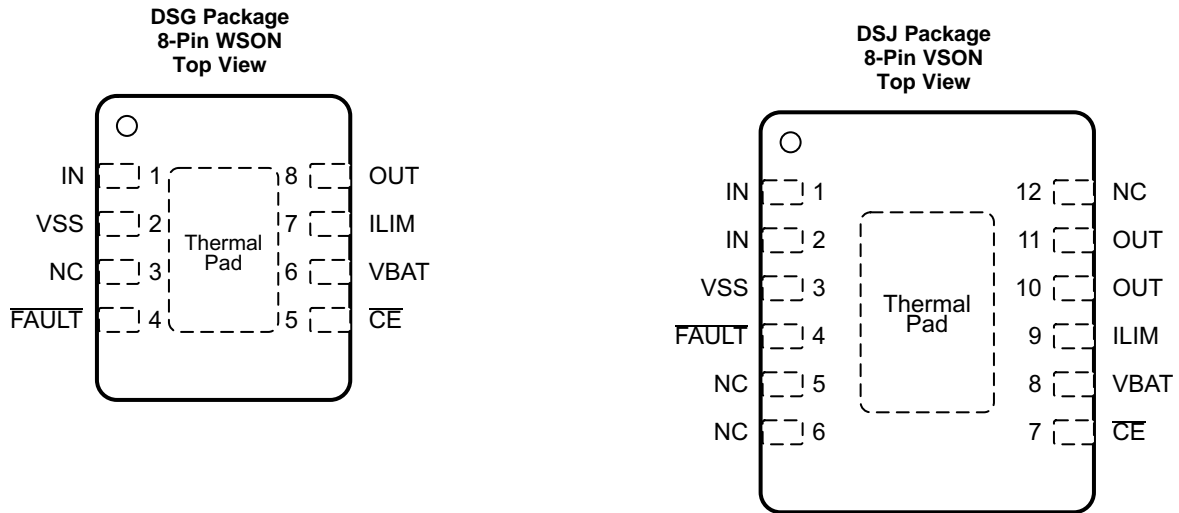 DSG Package
8-Pin WSON
Top View
IN 1 8 OUT
VSS 2 7 ILIM
NC 3 6 VBAT
FAULT 4 5 CE
Thermal
Pad
DSJ Package
8-Pin VSON
Top View
IN 1 12 NC
IN 2 11 OUT
VSS 3 10 OUT
FAULT 4 9 ILIM
NC 5 8 VBAT
NC 6 7 CE
Thermal
Pad